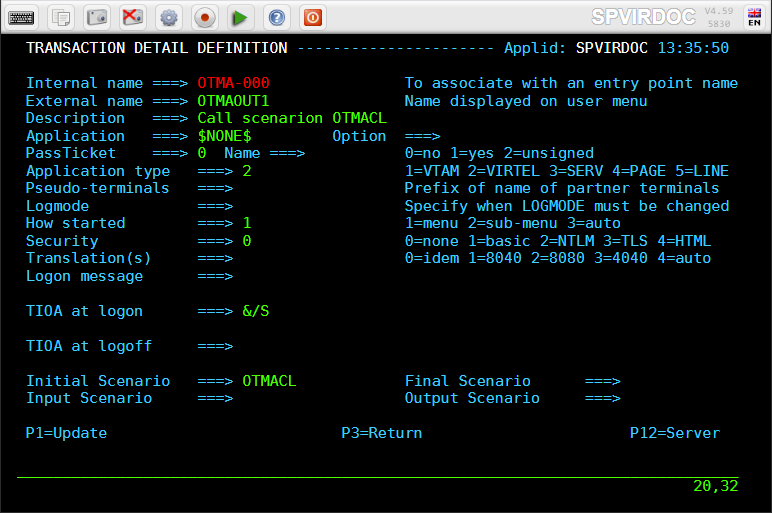 SPVIRDOC V4.59 5830 EN
TRANSACTION DETAIL DEFINITION ---------------------- Applid: SPVIRDOC 13:35:50
Internal name ===> OTMA-000 To associate with an entry point name
External name ===> OTMAOUT1 Name displayed on user menu
Description ===> Call scenarion OTMACL
Application ===> $NONE$ Option ===>
PassTicket ===> 0 Name ===> 0=no 1=yes 2=unsigned
Application type ===> 2 1=VTAM 2=VIRTEL 3=SERV 4=PAGE 5=LINE
Pseudo-terminals ===> Prefix of name of partner terminals
Logmode ===> Specify when LOGMODE must be changed
How started ===> 1 1=menu 2=sub-menu 3=auto
Security ===> 0 0=none 1=basic 2=NTLM 3=TLS 4=HTML
Translation(s) ===> 0=idem 1=8040 2=8080 3=4040 4=auto
Logon message ===>
TIOA at logon ===> &/S
TIOA at logoff ===>
Initial Scenario ===> OTMACL Final Scenario ===>
Input Scenario ===> Output Scenario ===>
P1=Update P3=Return P12=Server
20,32